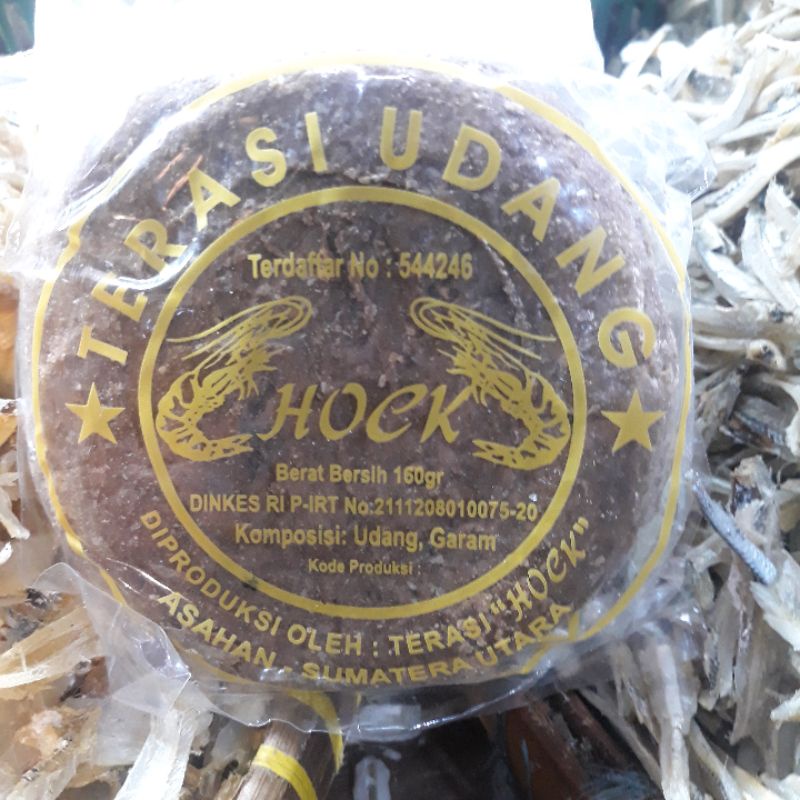 TERASI UDANG
Terdaftar No : 544246
HOCK
Berat Bersih 160gr
DINKES RI P-IRT No:2111208010075-20
Komposisi: Udang, Garam
Kode Produksi :
DIPRODUKSI OLEH : TERASI "HOCK"
ASAHAN - SUMATERA UTARA